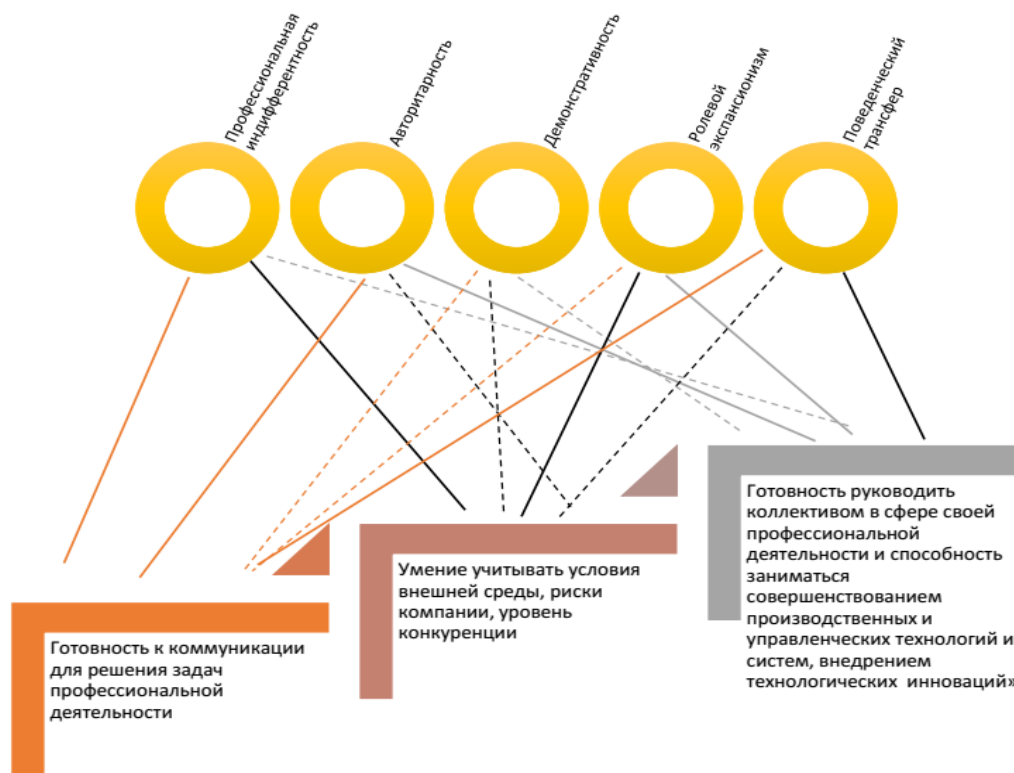 Профессиональная
индифферентность
Авторитарность
Демонстративность
Ролевой
экспансионизм
Поведенческий
трансфер
Готовность к коммуникации
для решения задач
профессиональной
деятельности
Умение учитывать условия
внешней среды, риски
компании, уровень
конкуренции
Готовность руководить
коллективом в сфере своей
профессиональной
деятельности и способность
заниматься
совершенствованием
производственных и
управленческих технологий и
систем, внедрением
технологических  инноваций»